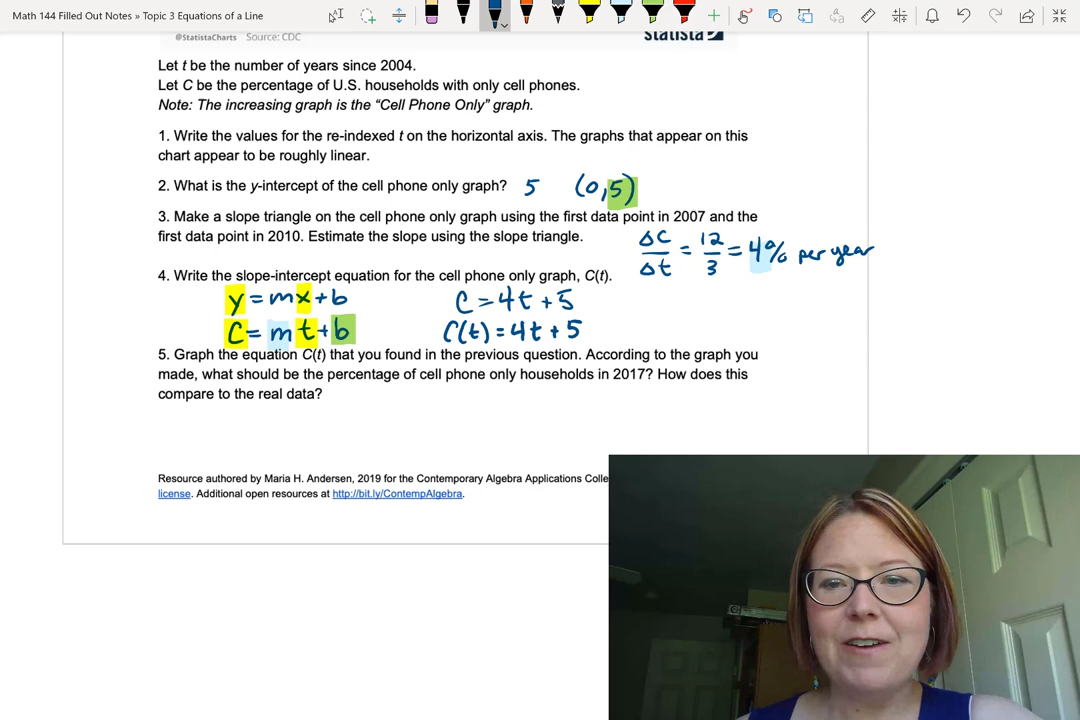 Math 144 Filled Out Notes » Topic 3 Equations of a Line
@StatistaCharts Source: CDC
statista
Let t be the number of years since 2004.
Let C be the percentage of U.S. households with only cell phones.
Note: The increasing graph is the "Cell Phone Only" graph.
1. Write the values for the re-indexed t on the horizontal axis. The graphs that appear on this
chart appear to be roughly linear.
2. What is the y-intercept of the cell phone only graph? 5 (0,5)
3. Make a slope triangle on the cell phone only graph using the first data point in 2007 and the
first data point in 2010. Estimate the slope using the slope triangle.
ΔC/Δt = 12/3 = 4% per year
4. Write the slope-intercept equation for the cell phone only graph, C(t).
y = mx + b C = 4t + 5
C = mt + b C(t) = 4t + 5
5. Graph the equation C(t) that you found in the previous question. According to the graph you
made, what should be the percentage of cell phone only households in 2017? How does this
compare to the real data?
Resource authored by Maria H. Andersen, 2019 for the Contemporary Algebra Applications Colle
license. Additional open resources at http://bit.ly/ContempAlgebra.